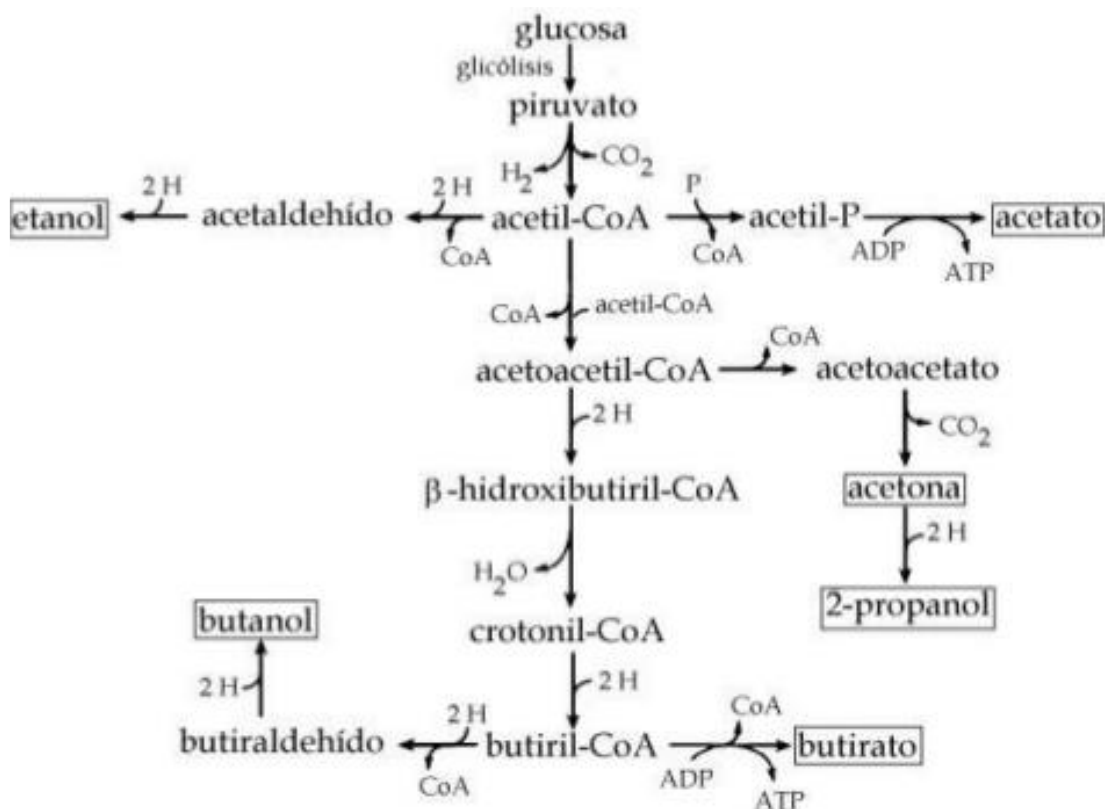 glucosa
glicólisis
piruvato
H₂ CO₂
2 H 2 H P
etanol acetaldehído acetil-CoA acetil-P acetato
CoA CoA ADP ATP
CoA acetil-CoA
CoA
acetoacetil-CoA acetoacetato
2 H CO₂
β-hidroxibutiril-CoA acetona
2 H
H₂O
butanol 2-propanol
crotonil-CoA
2 H 2 H
2 H CoA
butiraldehído butiril-CoA butirato
CoA ADP ATP